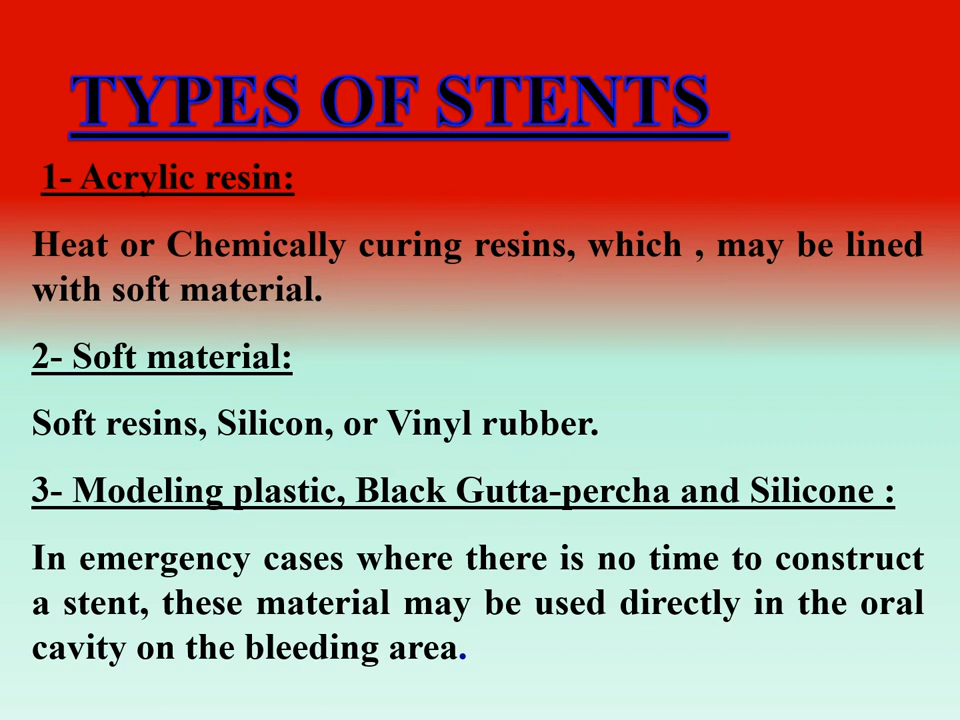 TYPES OF STENTS
1- Acrylic resin:
Heat or Chemically curing resins, which , may be lined
with soft material.
2- Soft material:
Soft resins, Silicon, or Vinyl rubber.
3- Modeling plastic, Black Gutta-percha and Silicone :
In emergency cases where there is no time to construct
a stent, these material may be used directly in the oral
cavity on the bleeding area.